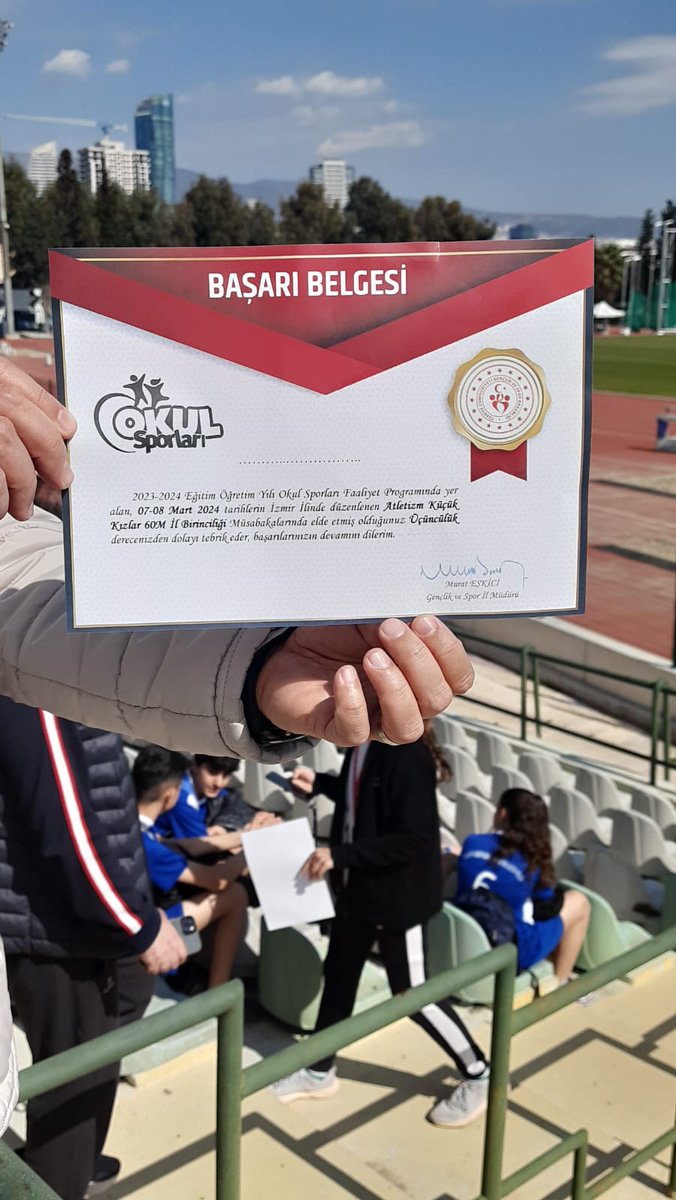 BAŞARI BELGESİ
OKUL
Sporları
2023-2024 Eğitim Öğretim Yılı Okul Sporları Faaliyet Programında yer
alan, 07-08 Mart 2024 tarihlerin İzmir İlinde düzenlenen Atletizm Küçük
Kızlar 60M İl Birinciliği Müsabakalarında elde etmiş olduğunuz Üçüncülük
derecenizden dolayı tebrik eder, başarılarınızın devamını dilerim.
Murat ESKİCİ
Gençlik ve Spor İl Müdürü